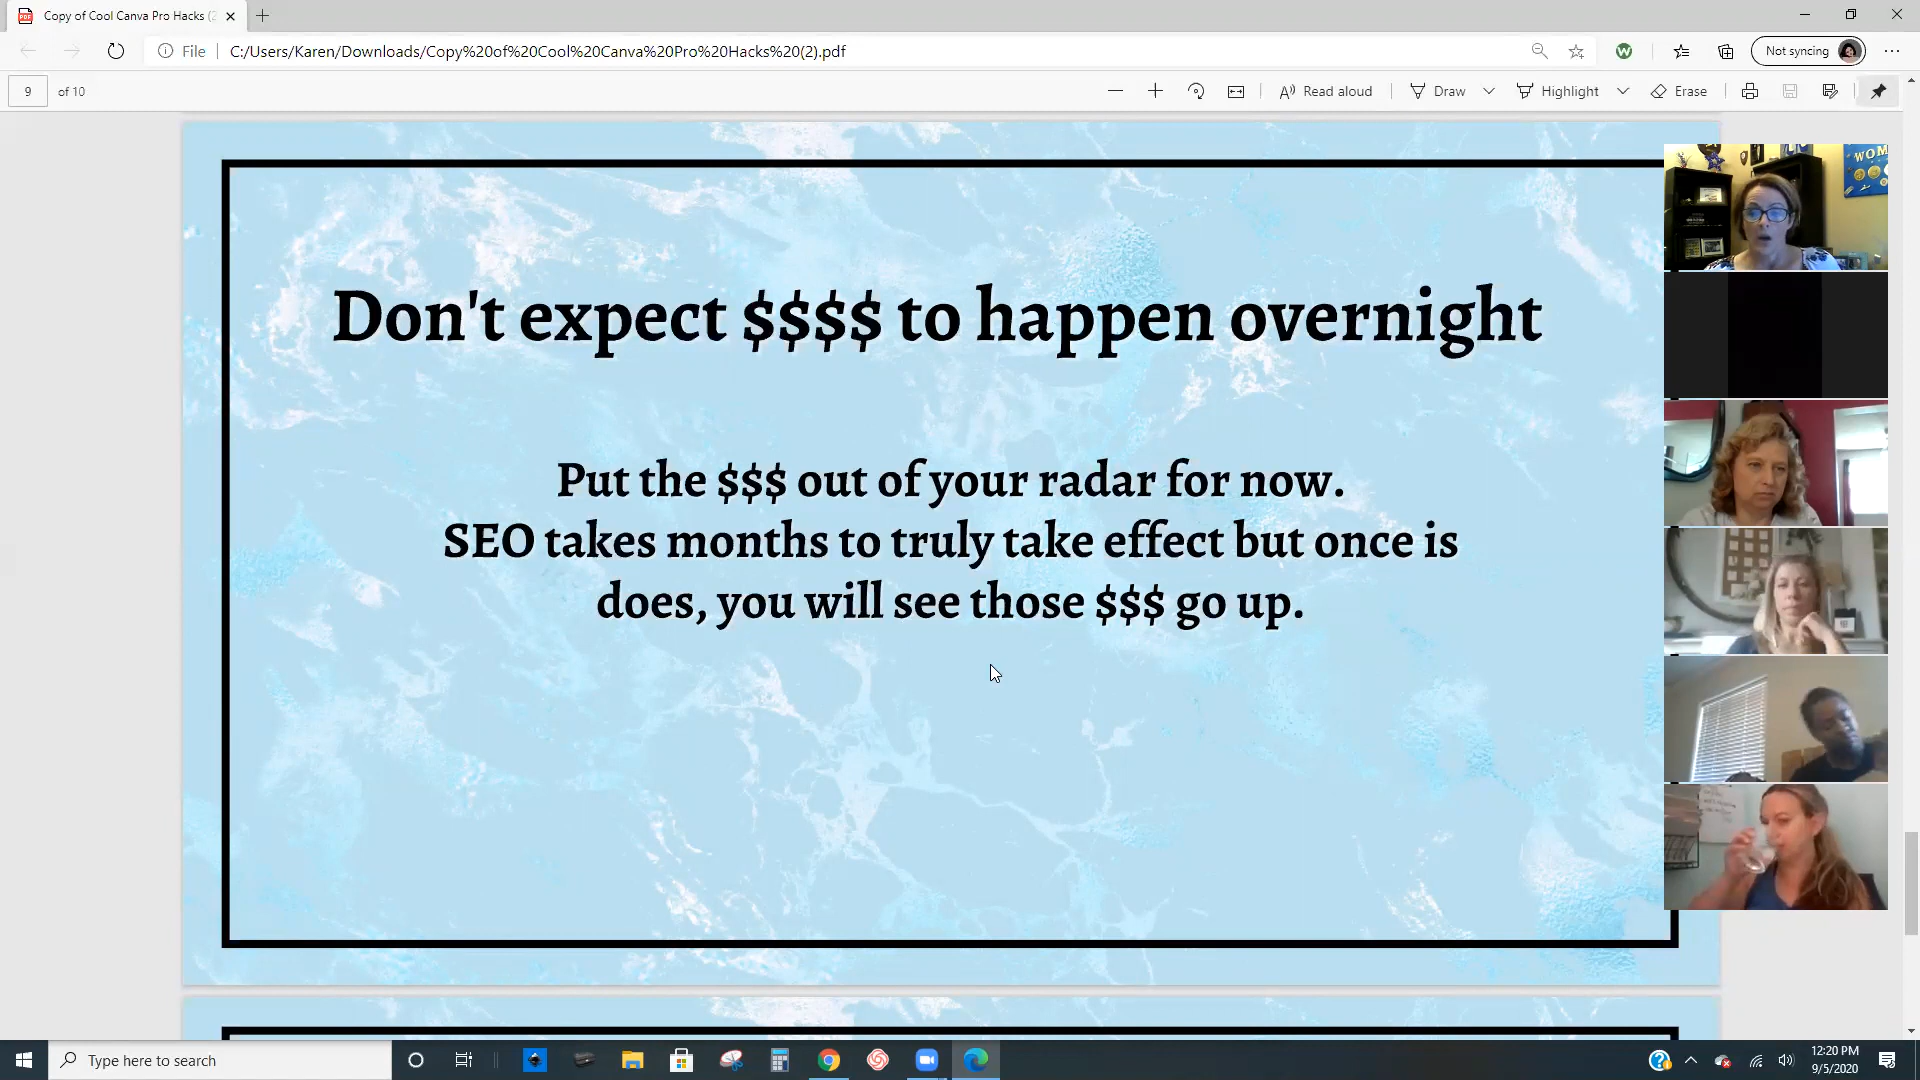 Copy of Cool Canva Pro Hacks (2
File
C:/Users/Karen/Downloads/Copy%20of%20Cool%20Canva%20Pro%20Hacks%20(2).pdf
Not syncing
9 of 10
Read aloud
Draw
Highlight
Erase
WOM
Don't expect $$$$ to happen overnight
Put the $$$ out of your radar for now.
SEO takes months to truly take effect but once is
does, you will see those $$$ go up.
Type here to search
12:20 PM
9/5/2020